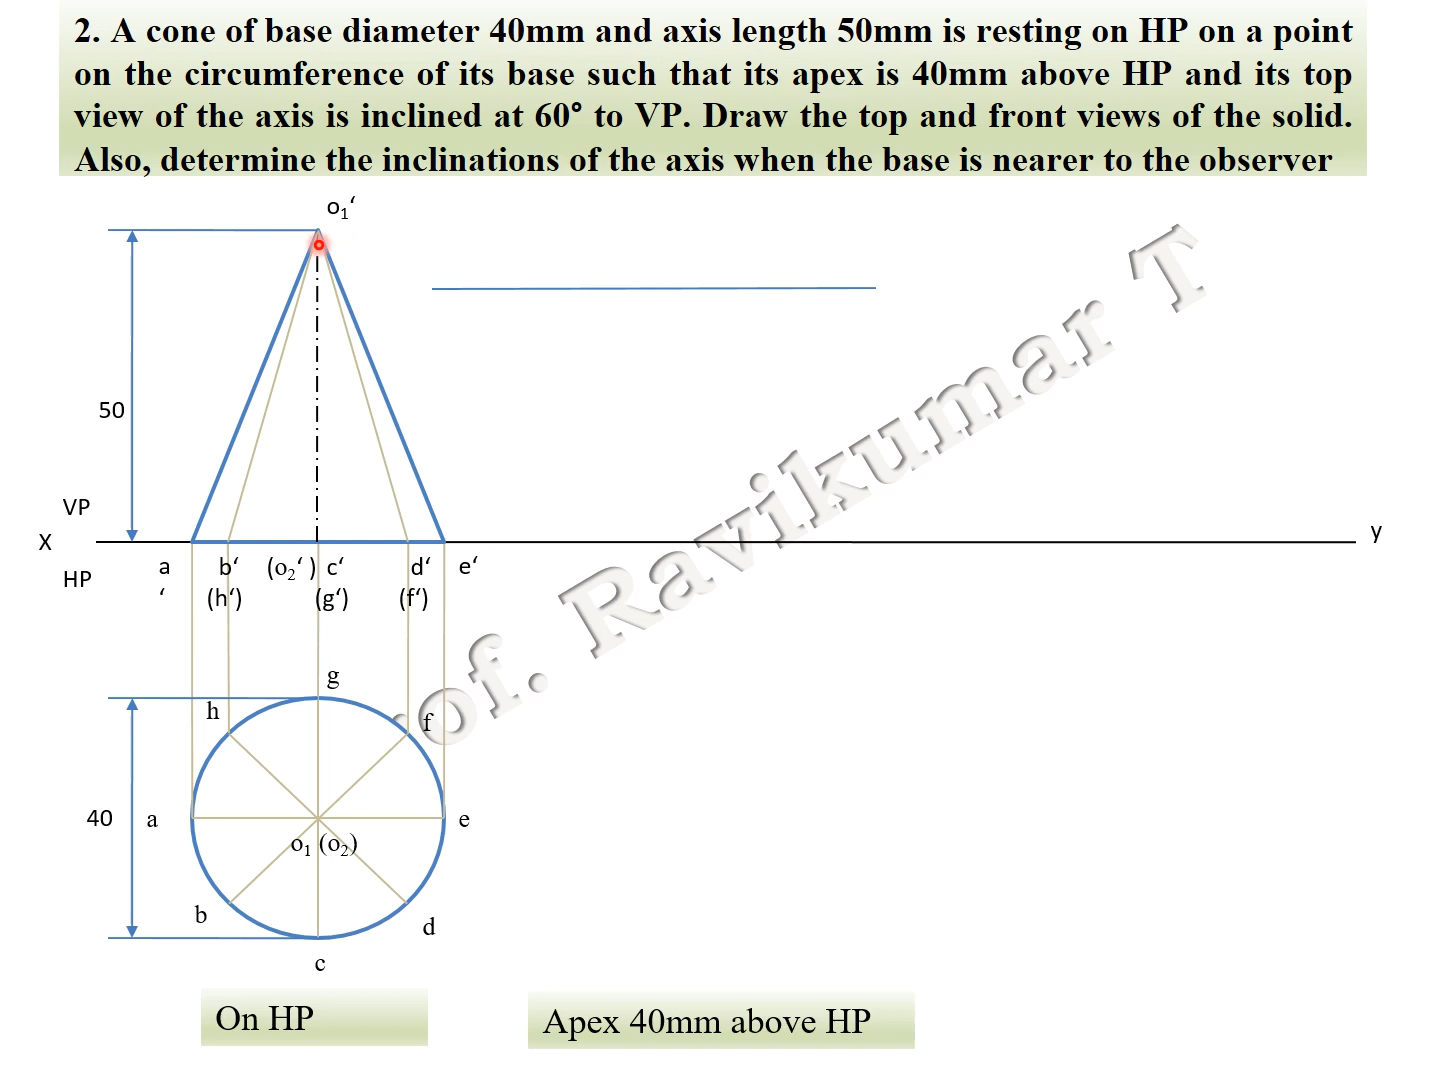 2. A cone of base diameter 40mm and axis length 50mm is resting on HP on a point
on the circumference of its base such that its apex is 40mm above HP and its top
view of the axis is inclined at 60° to VP. Draw the top and front views of the solid.
Also, determine the inclinations of the axis when the base is nearer to the observer
o₁‘
50
VP
X
y
HP
a
‘
b‘
(o₂‘ )
c‘
d‘
e‘
(h‘)
(g‘)
(f‘)
g
h
f
40
a
e
o₁ (o₂)
b
d
c
of. Ravikumar T
On HP
Apex 40mm above HP